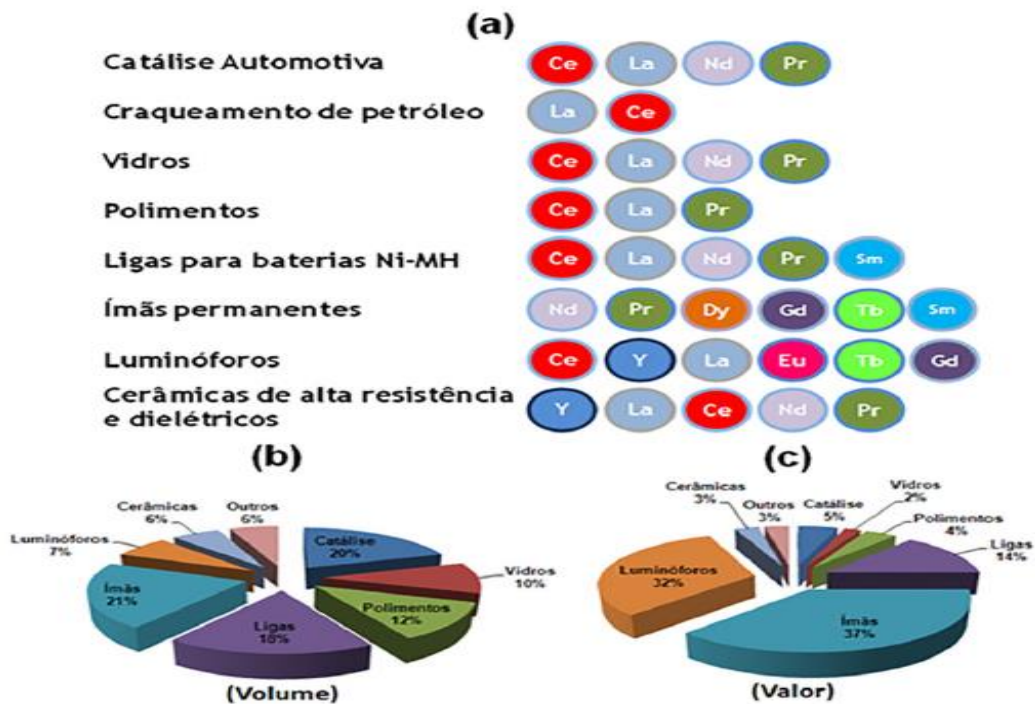 (a)
Catálise Automotiva Ce La Nd Pr
Craqueamento de petróleo La Ce
Vidros Ce La Nd Pr
Polimentos Ce La Pr
Ligas para baterias Ni-MH Ce La Nd Pr Sm
Ímãs permanentes Nd Pr Dy Gd Tb Sm
Luminóforos Ce Y La Eu Tb Gd
Cerâmicas de alta resistência
e dielétricos Y La Ce Nd Pr
(b)
Cerâmicas
6%
Outros
6%
Catálise
20%
Luminóforos
7%
Vidros
10%
Ímãs
21%
Polimentos
12%
Ligas
18%
(Volume)
(c)
Cerâmicas
3%
Outros
3%
Catálise
5%
Vidros
2%
Polimentos
4%
Ligas
14%
Luminóforos
32%
Ímãs
37%
(Valor)